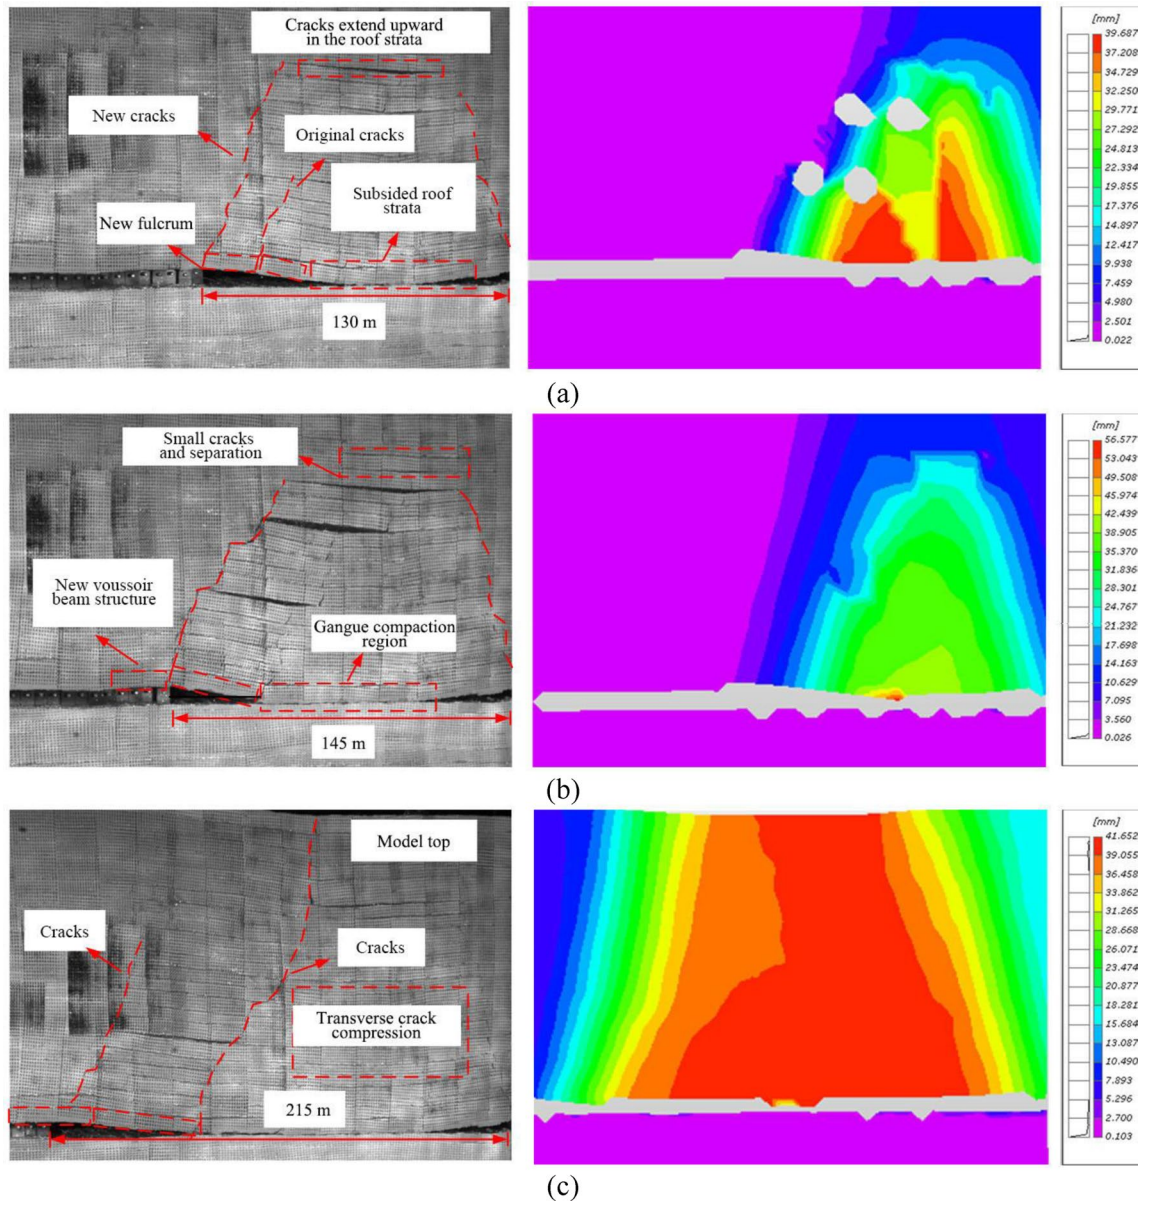 Cracks extend upward
in the roof strata
New cracks
Original cracks
Subsided roof
strata
New fulcrum
130 m
[mm]
39.687
37.208
34.729
32.250
29.771
27.292
24.813
22.334
19.855
17.376
14.897
12.417
9.938
7.459
4.980
2.501
0.022
(a)
Small cracks
and separation
New voussoir
beam structure
Gangue compaction
region
145 m
[mm]
56.577
53.043
49.508
45.974
42.439
38.905
35.370
31.836
28.301
24.767
21.232
17.698
14.163
10.629
7.095
3.560
0.026
(b)
Model top
Cracks
Cracks
Transverse crack
compression
215 m
[mm]
41.652
39.055
36.458
33.862
31.265
28.668
26.071
23.474
20.877
18.281
15.684
13.087
10.490
7.893
5.296
2.700
0.103
(c)